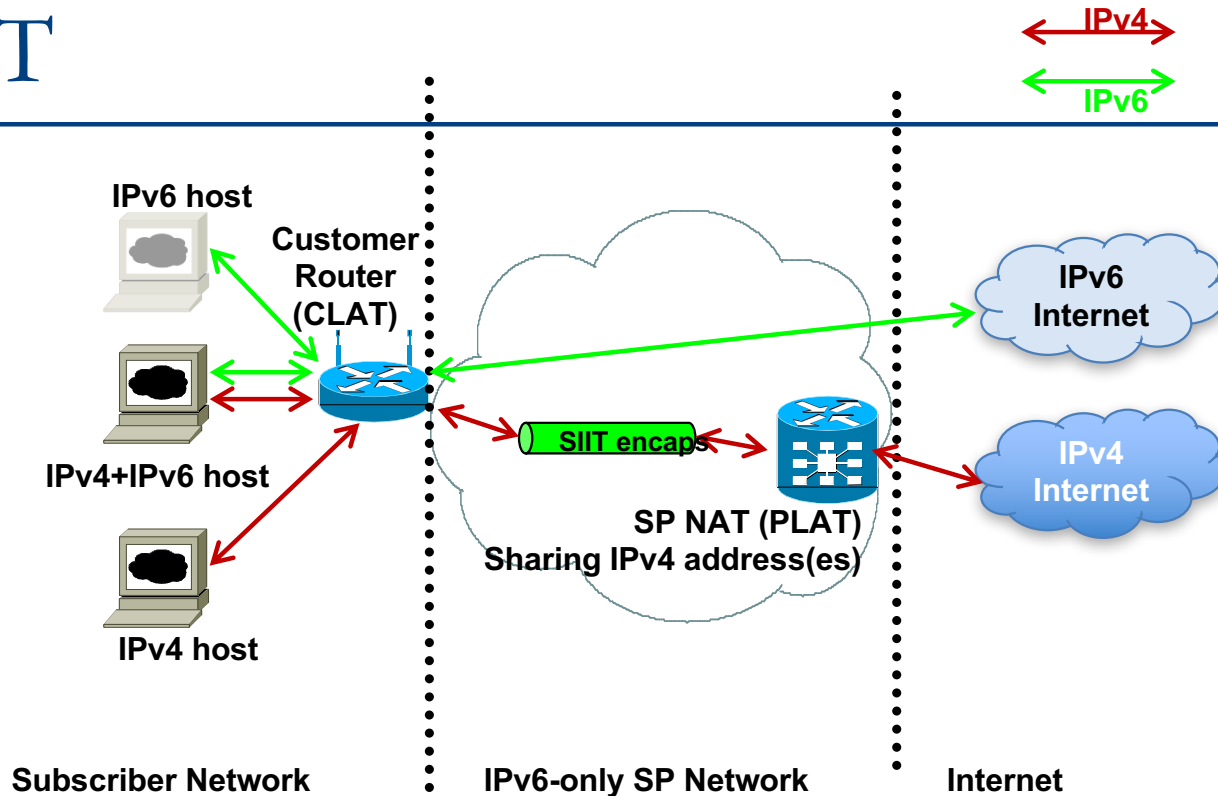 T
IPv4
IPv6
IPv6 host
Customer
Router
(CLAT)
IPv6
Internet
SIIT encaps
IPv4+IPv6 host
IPv4
Internet
SP NAT (PLAT)
Sharing IPv4 address(es)
IPv4 host
Subscriber Network
IPv6-only SP Network
Internet